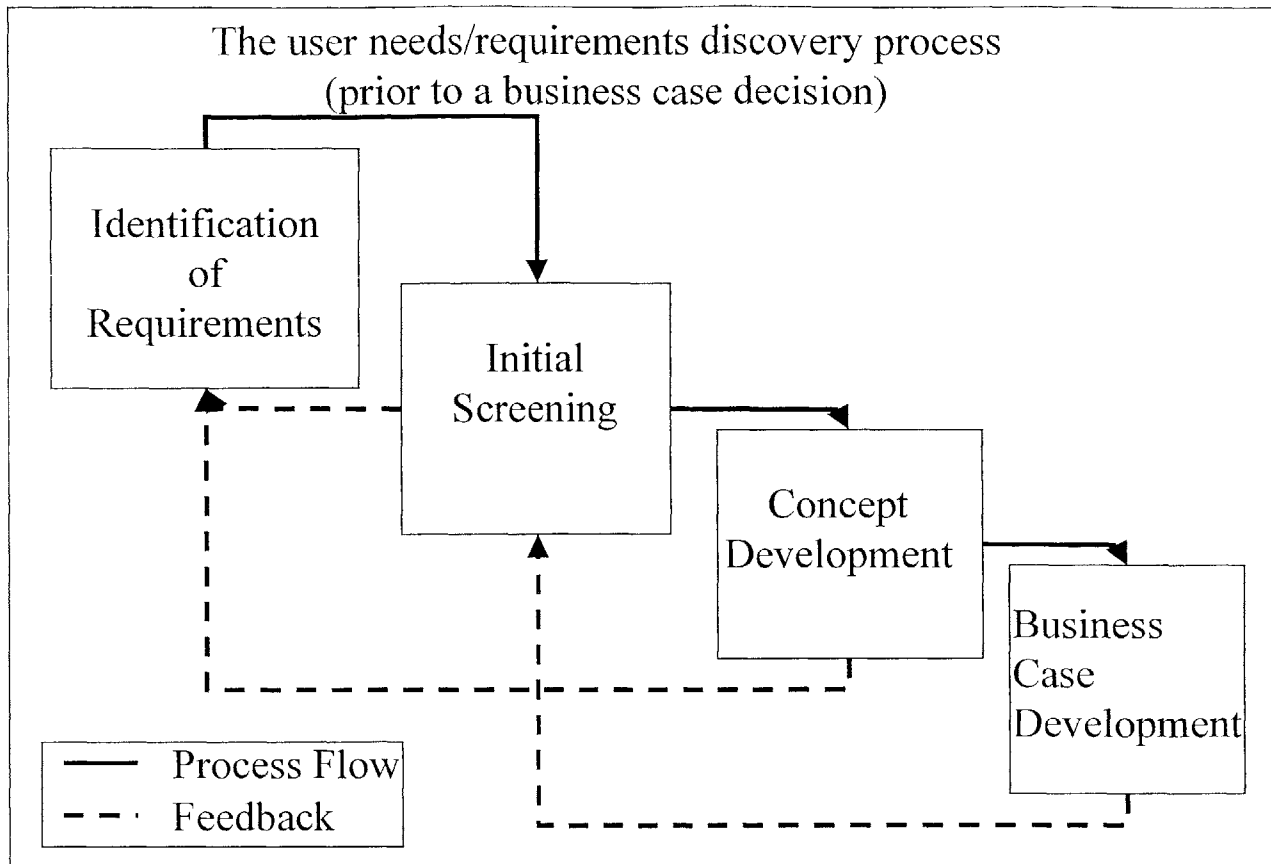 The user needs/requirements discovery process
(prior to a business case decision)
Identification
of
Requirements
Initial
Screening
Concept
Development
Business
Case
Development
Process Flow
Feedback